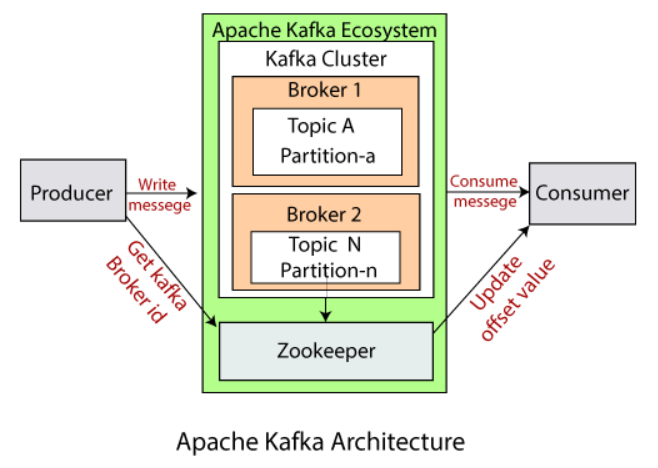 Apache Kafka Ecosystem
Kafka Cluster
Broker 1
Topic A
Partition-a
Producer
Write
messege
Consume
messege
Consumer
Broker 2
Topic N
Partition-n
Get kafka
Broker id
Update
offset value
Zookeeper
Apache Kafka Architecture